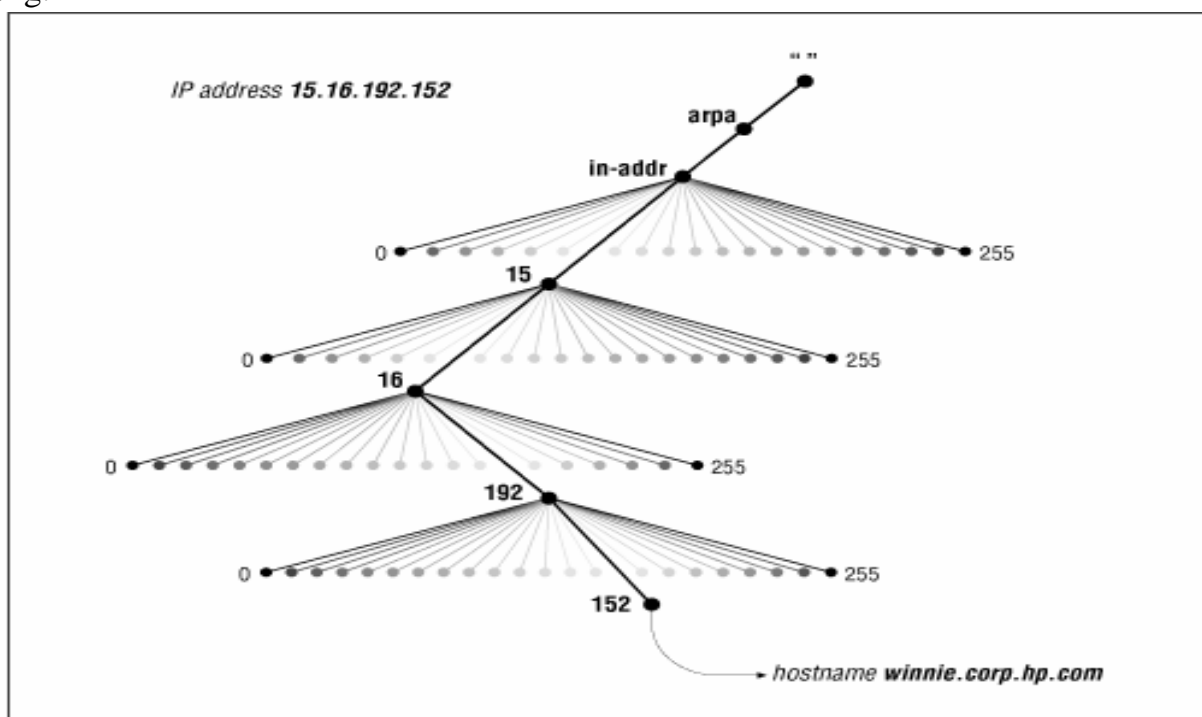 g.
" "
IP address 15.16.192.152
arpa
in-addr
0 255
15
0 255
16
0 255
192
0 255
152
hostname winnie.corp.hp.com